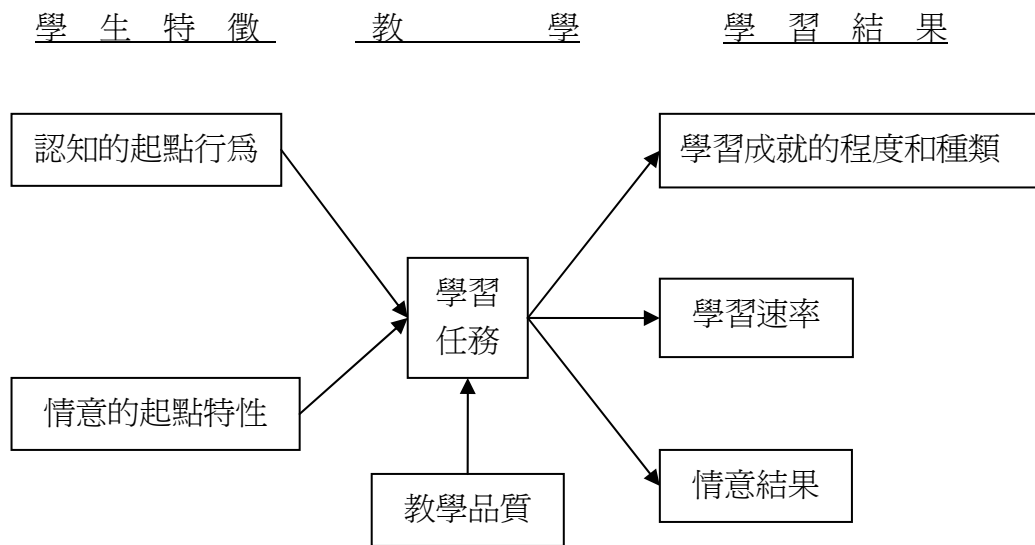 學生特徵 教學 學習結果
認知的起點行為
學習成就的程度和種類
學習
任務
學習速率
情意的起點特性
情意結果
教學品質